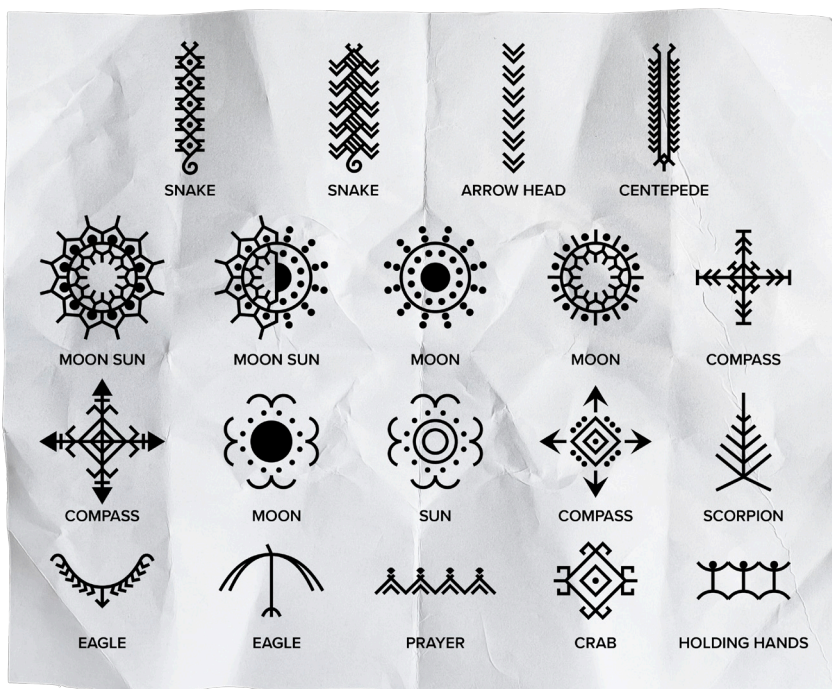 SNAKE
SNAKE
ARROW HEAD
CENTEPEDE
MOON SUN
MOON SUN
MOON
MOON
COMPASS
COMPASS
MOON
SUN
COMPASS
SCORPION
EAGLE
EAGLE
PRAYER
CRAB
HOLDING HANDS